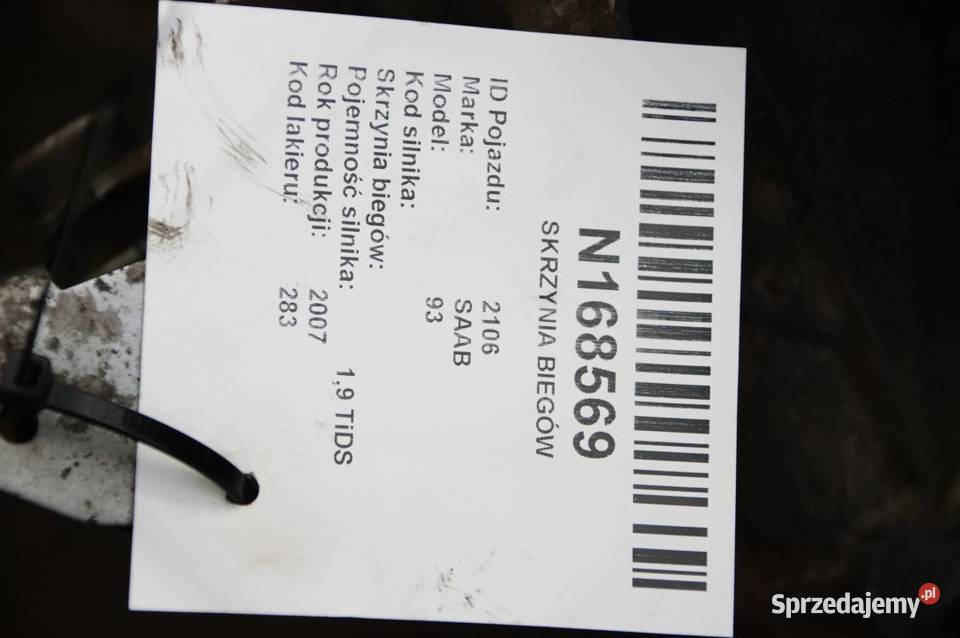 N168569
SKRZYNIA BIEGÓW
ID Pojazdu: 2106
Marka: SAAB
Model: 93
Kod silnika:
Skrzynia biegów:
Pojemność silnika: 1,9 TiDS
Rok produkcji: 2007
Kod lakieru: 283
Sprzedajemy.pl